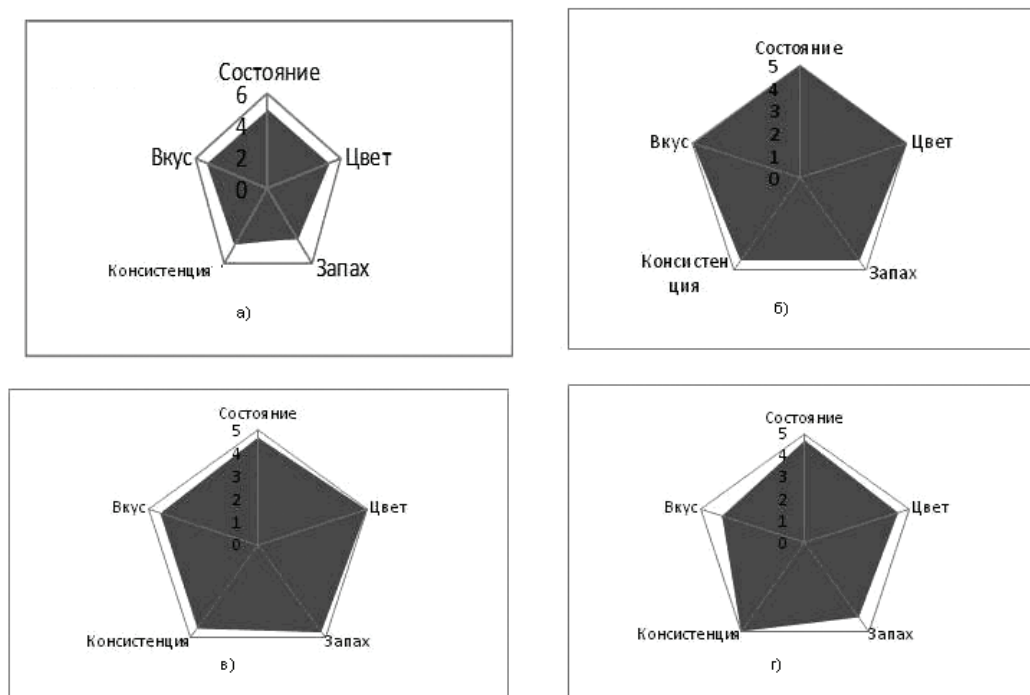 Состояние
6
4
2
0
Вкус
Цвет
Консистенция
Запах
а)
Состояние
5
4
3
2
1
0
Вкус
Цвет
Консистен
ция
Запах
б)
Состояние
5
4
3
2
1
0
Вкус
Цвет
Консистенция
Запах
в)
Состояние
5
4
3
2
1
0
Вкус
Цвет
Консистенция
Запах
г)